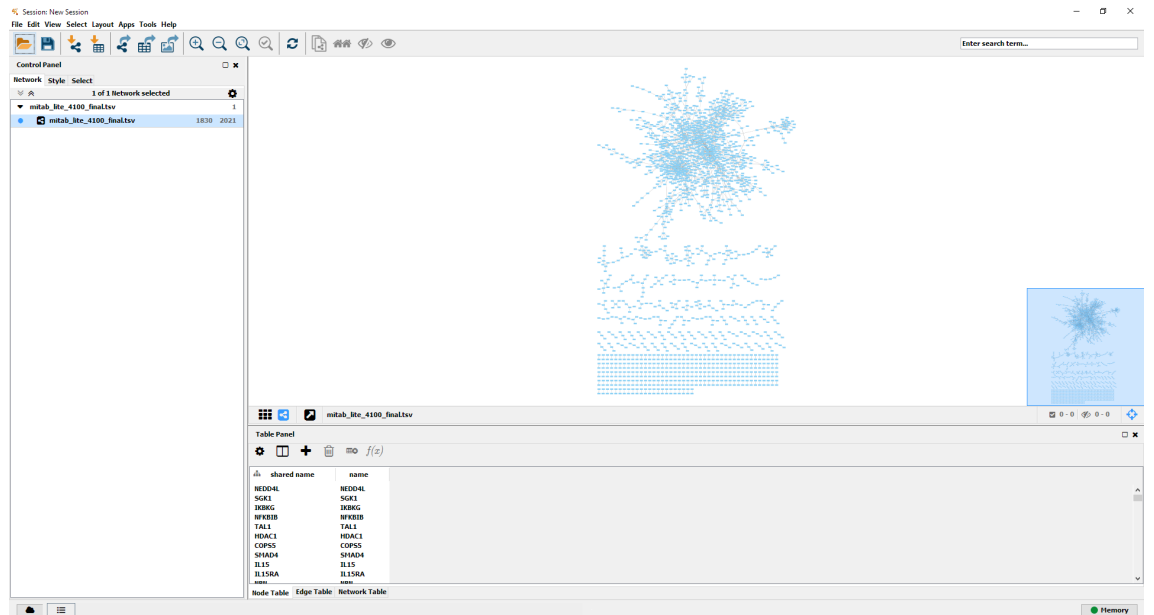 Session: New Session
File Edit View Select Layout Apps Tools Help
Enter search term...
Control Panel
Network Style Select
1 of 1 Network selected
mitab_lite_4100_final.tsv 1
mitab_lite_4100_final.tsv 1830 2021
mitab_lite_4100_final.tsv
0 - 0 0 - 0
Table Panel
f(x)
shared name name
NEDD4L NEDD4L
SGK1 SGK1
IKBKG IKBKG
NFKBIB NFKBIB
TAL1 TAL1
HDAC1 HDAC1
COPS5 COPS5
SMAD4 SMAD4
IL15 IL15
IL15RA IL15RA
Node Table Edge Table Network Table
Memory